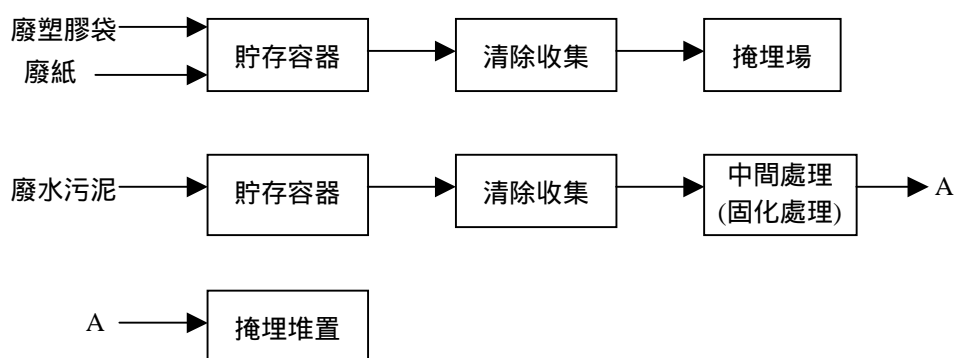 廢塑膠袋
廢紙
貯存容器
清除收集
掩埋場
廢水污泥
貯存容器
清除收集
中間處理
(固化處理)
A
A
掩埋堆置